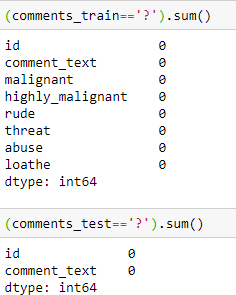 (comments_train=='?').sum()
id 0
comment_text 0
malignant 0
highly_malignant 0
rude 0
threat 0
abuse 0
loathe 0
dtype: int64
(comments_test=='?').sum()
id 0
comment_text 0
dtype: int64